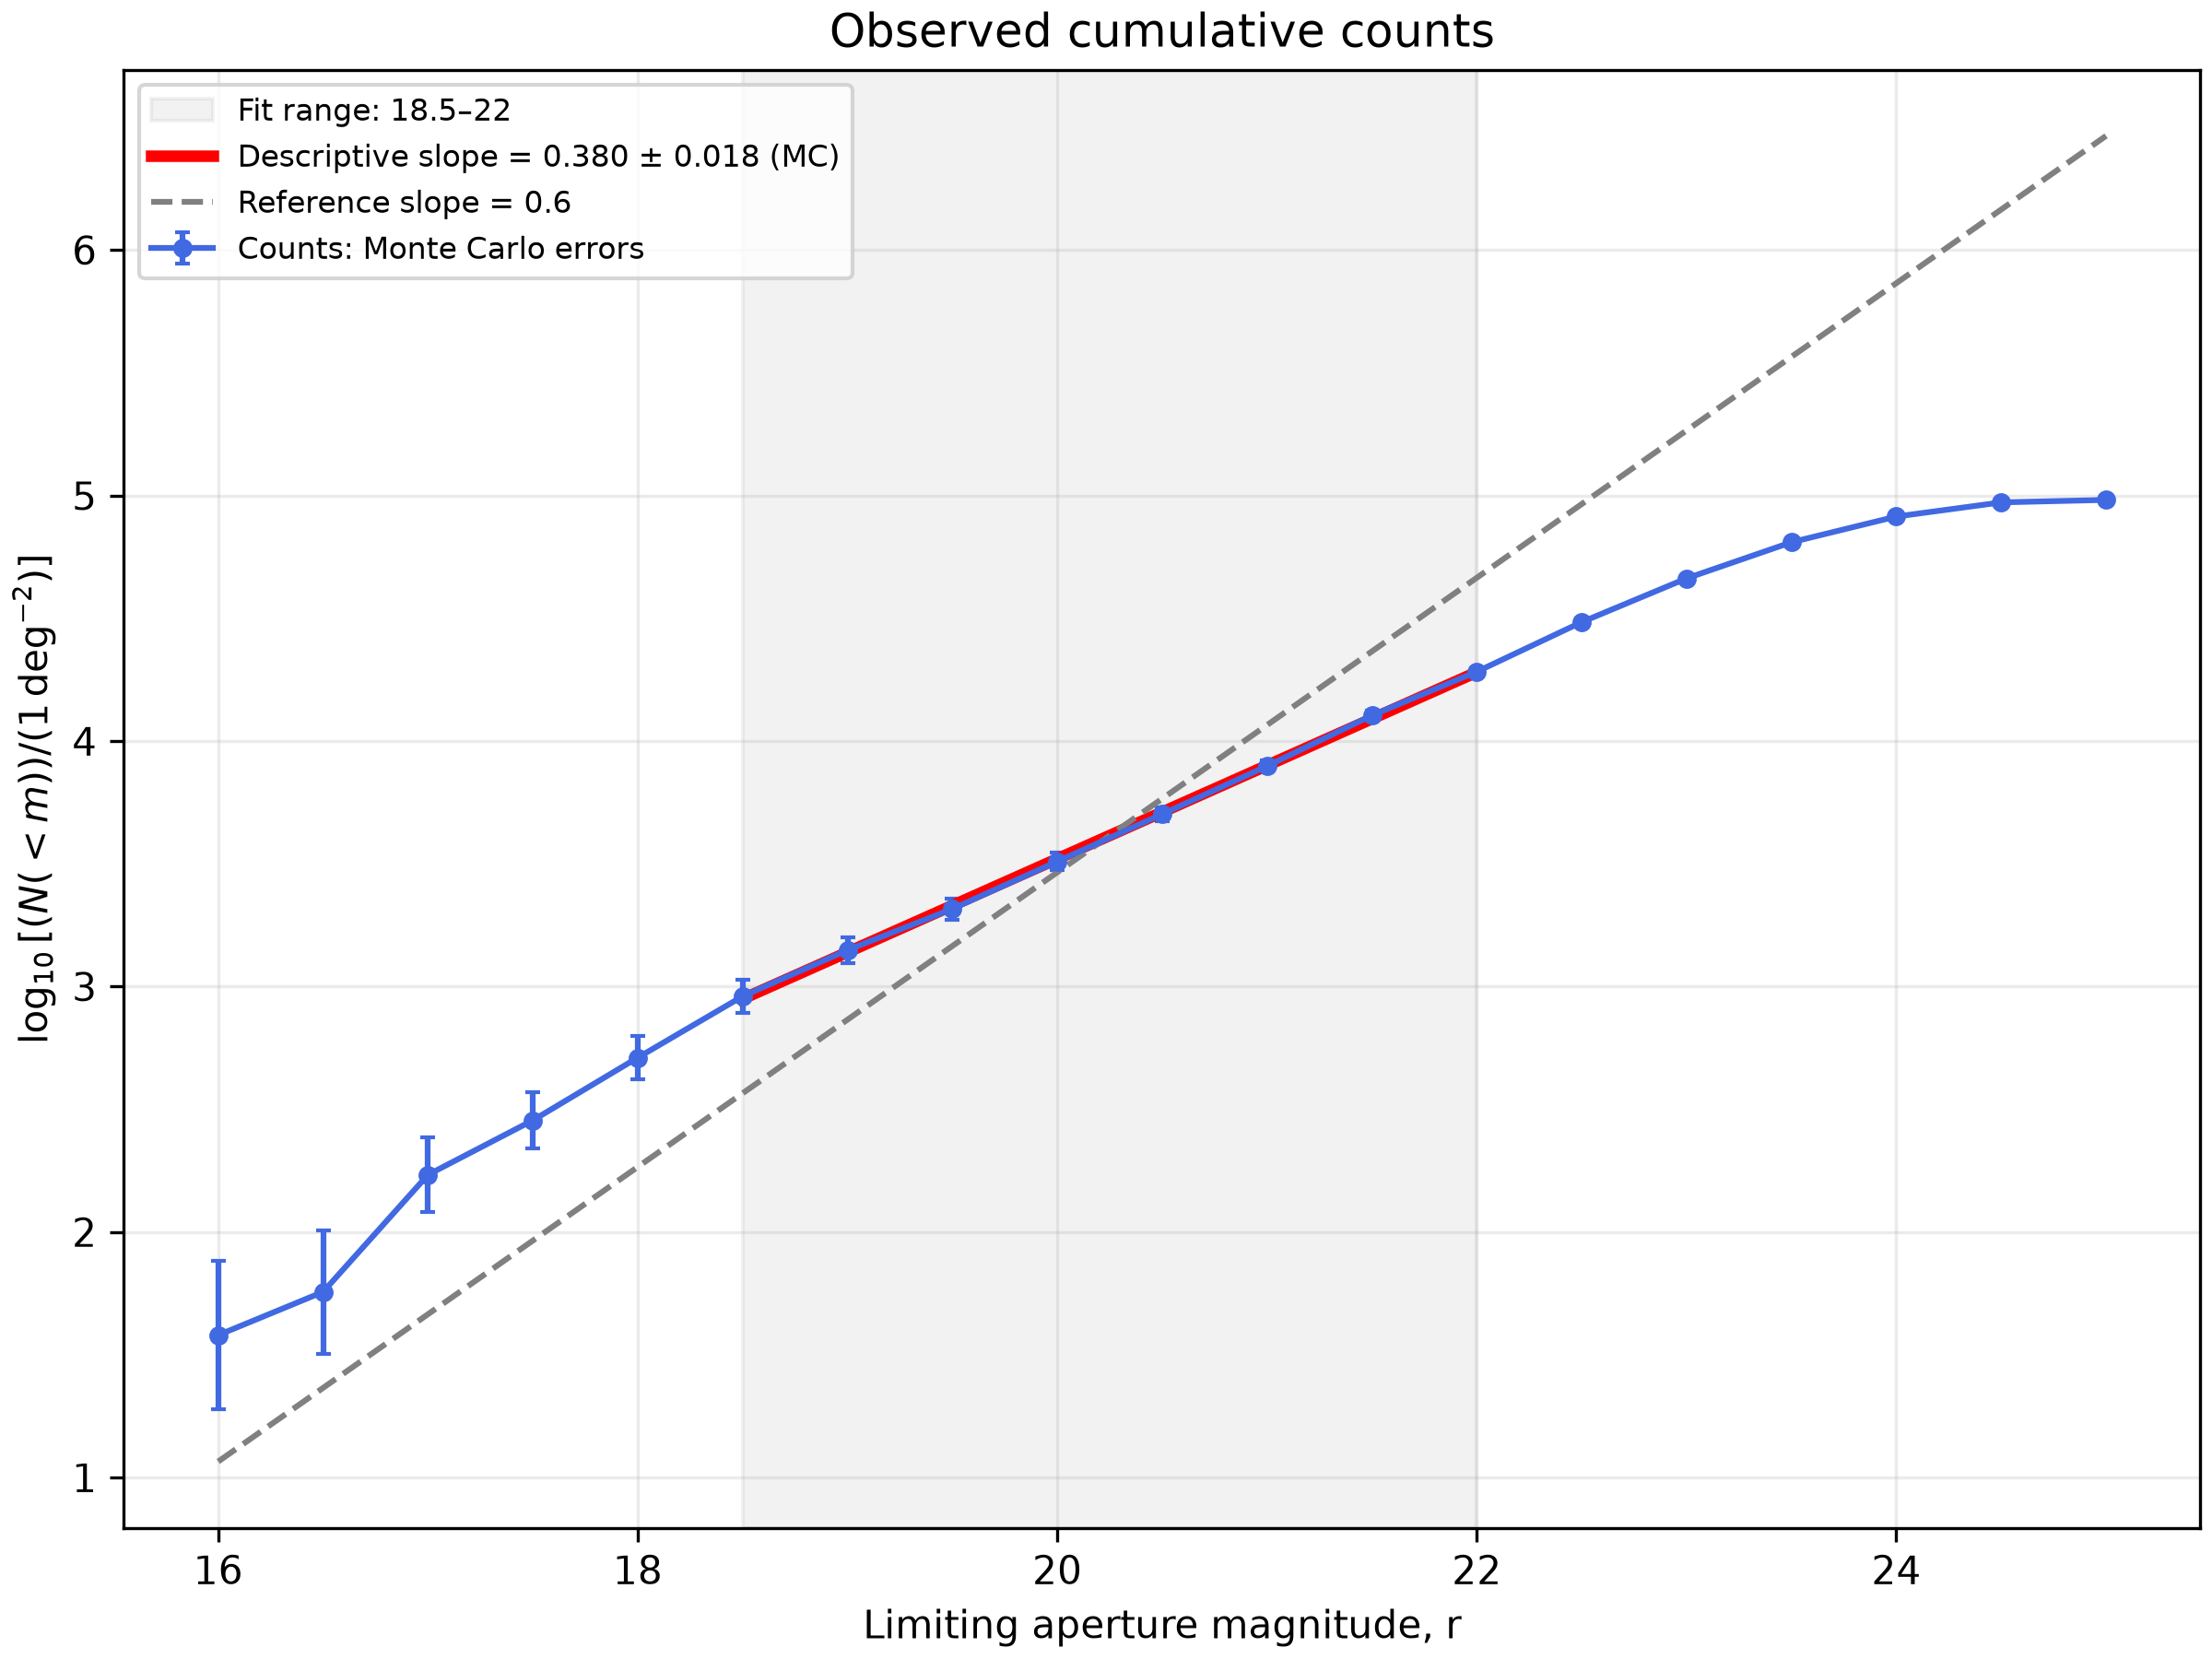 Observed cumulative counts
Fit range: 18.5–22
Descriptive slope = 0.380 ± 0.018 (MC)
Reference slope = 0.6
Counts: Monte Carlo errors
log₁₀[(N(<m))/(1 deg⁻²)]
6
5
4
3
2
1
16 18 20 22 24
Limiting aperture magnitude, r